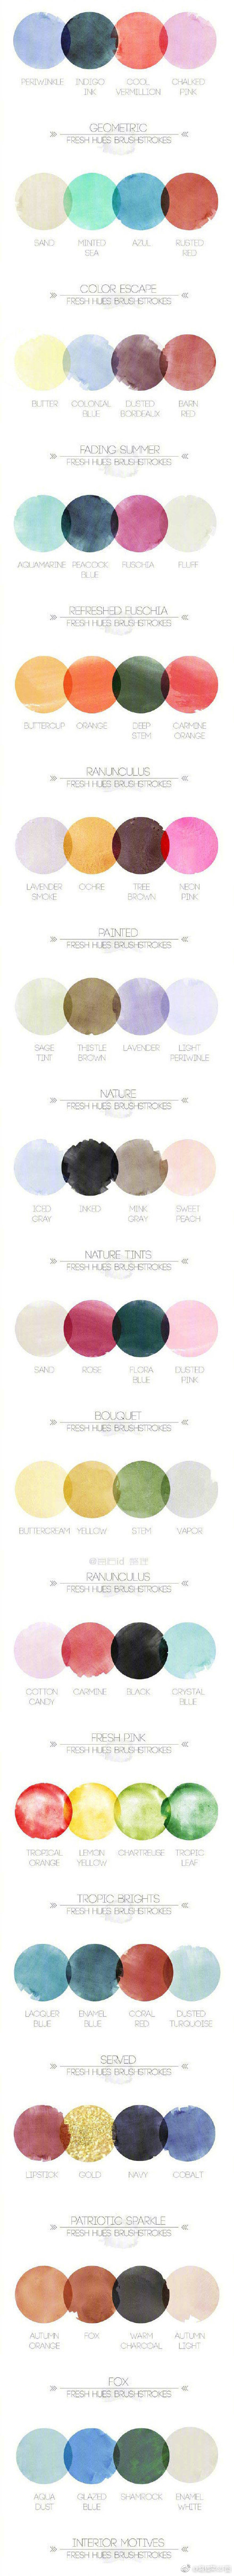 PERIWINKLE INDIGO INK COOL VERMILLION CHALKED PINK
GEOMETRIC
FRESH HUES BRUSHSTROKES
SAND MINTED SEA AZUL RUSTED RED
COLOR ESCAPE
FRESH HUES BRUSHSTROKES
BUTTER COLONIAL BLUE DUSTED BORDEAUX BARN RED
FADING SUMMER
FRESH HUES BRUSHSTROKES
AQUAMARINE PEACOCK BLUE FUSCHIA FLUFF
REFRESHED FUSCHIA
FRESH HUES BRUSHSTROKES
BUTTERCUP ORANGE DEEP STEM CARMINE ORANGE
RANUNCULUS
FRESH HUES BRUSHSTROKES
LAVENDER SMOKE OCHRE TREE BROWN NEON PINK
PAINTED
FRESH HUES BRUSHSTROKES
SAGE TINT THISTLE BROWN LAVENDER LIGHT PERIWINLE
NATURE
FRESH HUES BRUSHSTROKES
ICED GRAY INKED MINK GRAY SWEET PEACH
NATURE TINTS
FRESH HUES BRUSHSTROKES
SAND ROSE FLORA BLUE DUSTED PINK
BOUQUET
FRESH HUES BRUSHSTROKES
BUTTERCREAM YELLOW STEM VAPOR
RANUNCULUS
FRESH HUES BRUSHSTROKES
COTTON CANDY CARMINE BLACK CRYSTAL BLUE
FRESH PINK
FRESH HUES BRUSHSTROKES
TROPICAL ORANGE LEMON YELLOW CHARTREUSE TROPIC LEAF
TROPIC BRIGHTS
FRESH HUES BRUSHSTROKES
LACQUER BLUE ENAMEL BLUE CORAL RED DUSTED TURQUOISE
SERVED
FRESH HUES BRUSHSTROKES
LIPSTICK GOLD NAVY COBALT
PATRIOTIC SPARKLE
FRESH HUES BRUSHSTROKES
AUTUMN ORANGE FOX WARM CHARCOAL AUTUMN LIGHT
FOX
FRESH HUES BRUSHSTROKES
AQUA DUST GLAZED BLUE SHAMROCK ENAMEL WHITE
INTERIOR MOTIVES
FRESH HUES BRUSHSTROKES